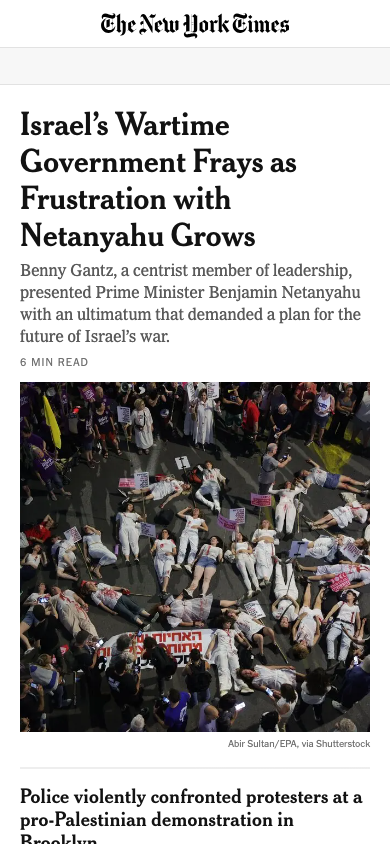 The New York Times
Israel’s Wartime
Government Frays as
Frustration with
Netanyahu Grows
Benny Gantz, a centrist member of leadership,
presented Prime Minister Benjamin Netanyahu
with an ultimatum that demanded a plan for the
future of Israel’s war.
6 MIN READ
Abir Sultan/EPA, via Shutterstock
Police violently confronted protesters at a
pro-Palestinian demonstration in
Brooklyn